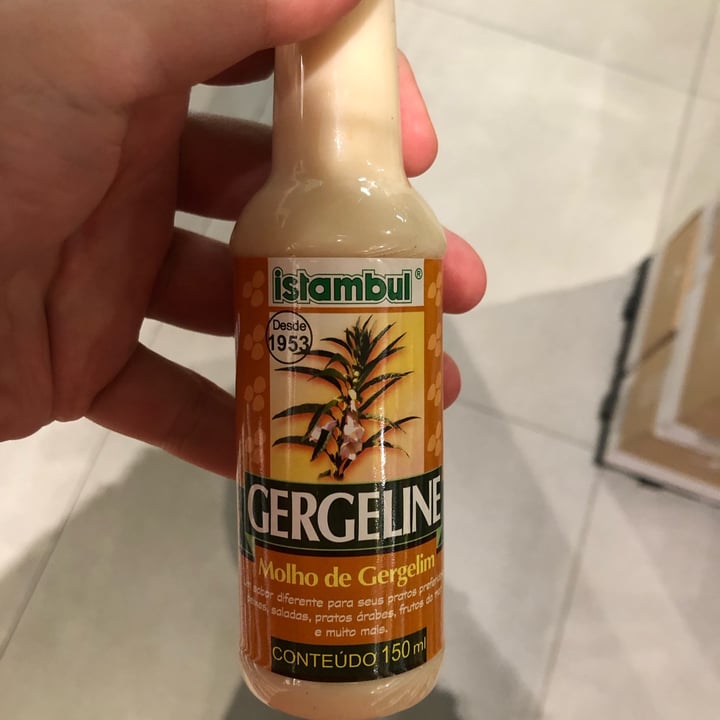 istambul®
Desde
1953
GERGELINE
Molho de Gergelim
sabor diferente para seus pratos
saladas, pratos árabes, frutos do
e muito mais.
CONTEÚDO 150 ml